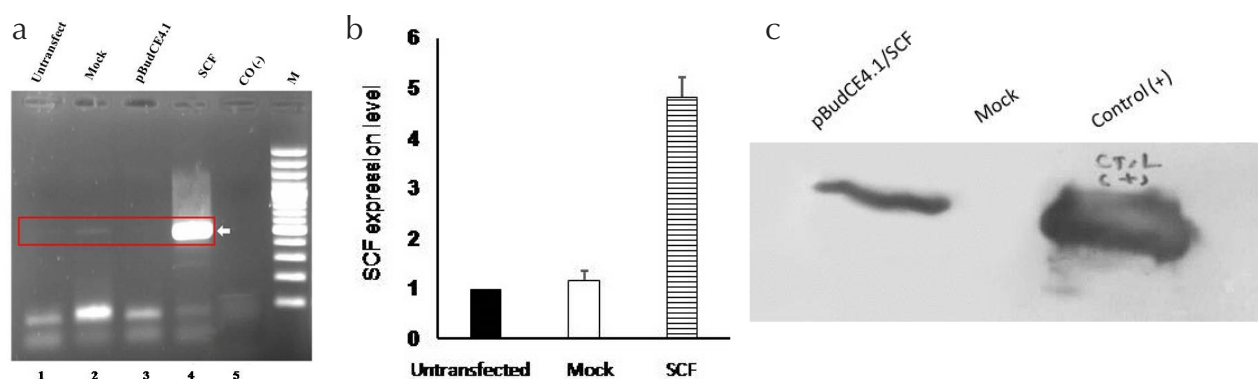 a
Untransfect
Mock
pBudCE4.1
SCF
CO (-)
M
1 2 3 4 5
b
SCF expression level
6
5
4
3
2
1
0
Untransfected Mock SCF
c
pBudCE4.1/SCF
Mock
Control (+)
CTRL
(+)